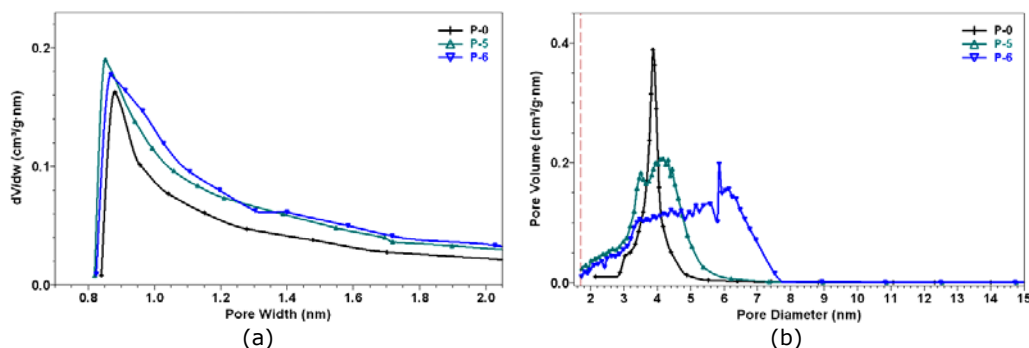 P-0
P-5
P-6
dV/dw (cm³/g·nm)
0.2
0.1
0.0
0.8 1.0 1.2 1.4 1.6 1.8 2.0
Pore Width (nm)
(a)
P-0
P-5
P-6
Pore Volume (cm³/g·nm)
0.4
0.2
0.0
2 3 4 5 6 7 8 9 10 11 12 13 14 15
Pore Diameter (nm)
(b)